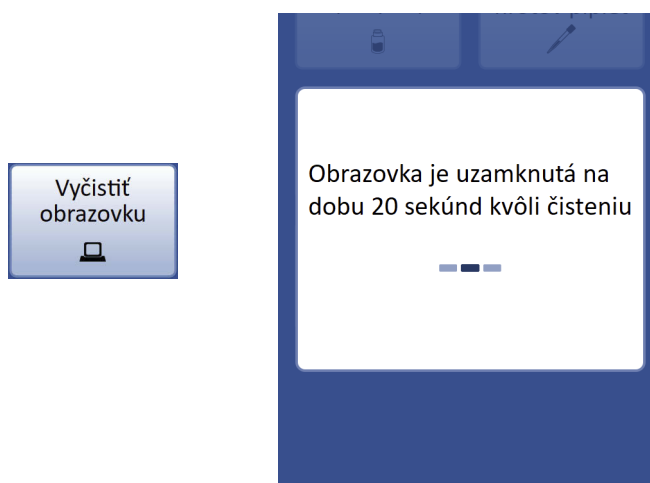 Vyčistiť
obrazovku
Obrazovka je uzamknutá na
dobu 20 sekúnd kvôli čisteniu